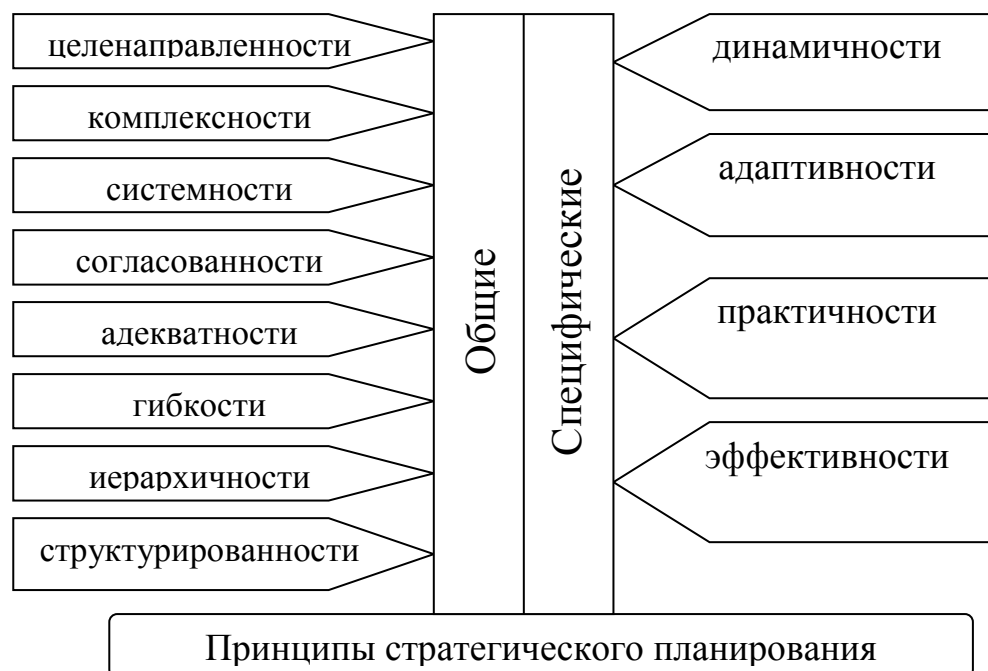 целенаправленности
комплексности
системности
согласованности
адекватности
гибкости
иерархичности
структурированности
Общие
Специфические
динамичности
адаптивности
практичности
эффективности
Принципы стратегического планирования